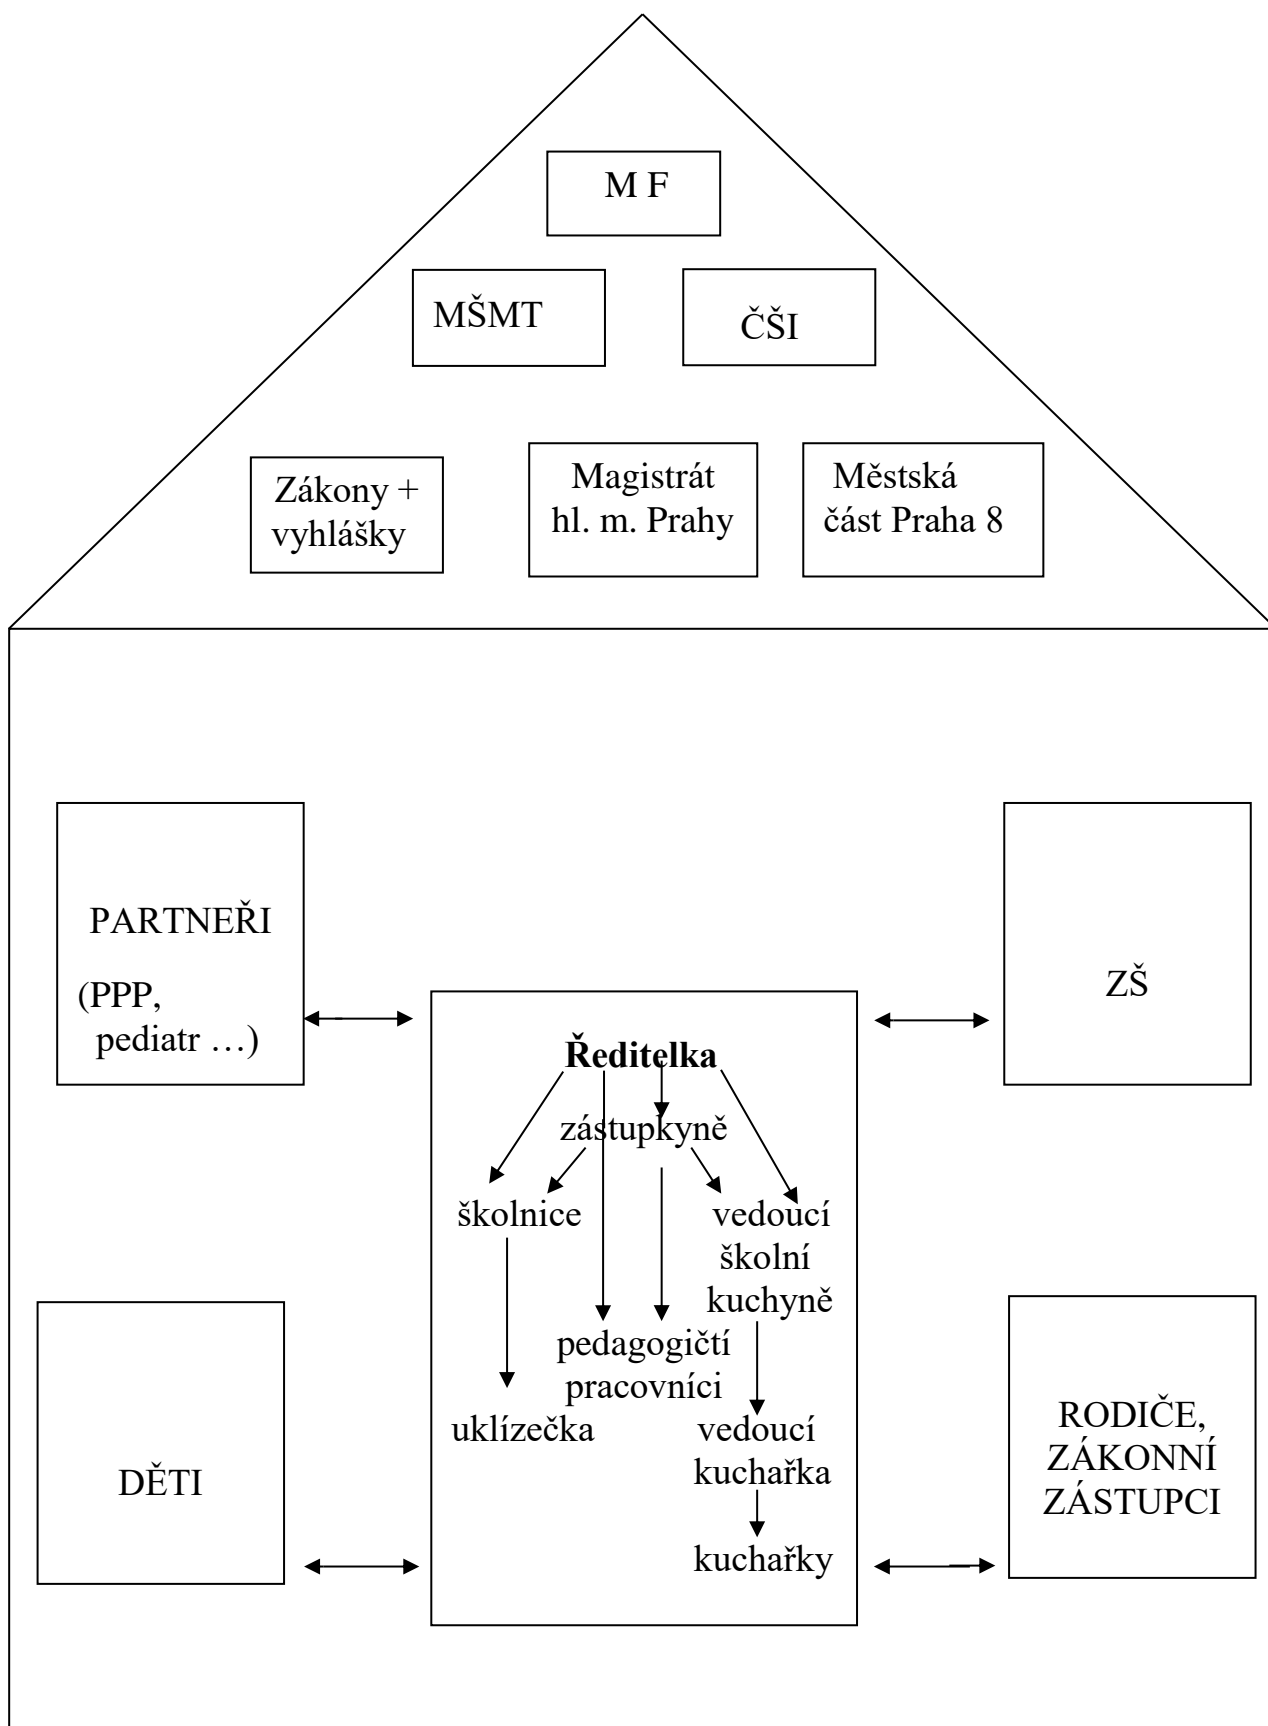 M F
MŠMT
ČŠI
Zákony +
vyhlášky
Magistrát
hl. m. Prahy
Městská
část Praha 8
PARTNEŘI
(PPP,
pediatr …)
ZŠ
Ředitelka
zástupkyně
školnice
vedoucí
školní
kuchyně
pedagogičtí
pracovníci
uklízečka
vedoucí
kuchařka
kuchařky
DĚTI
RODIČE,
ZÁKONNÍ
ZÁSTUPCI